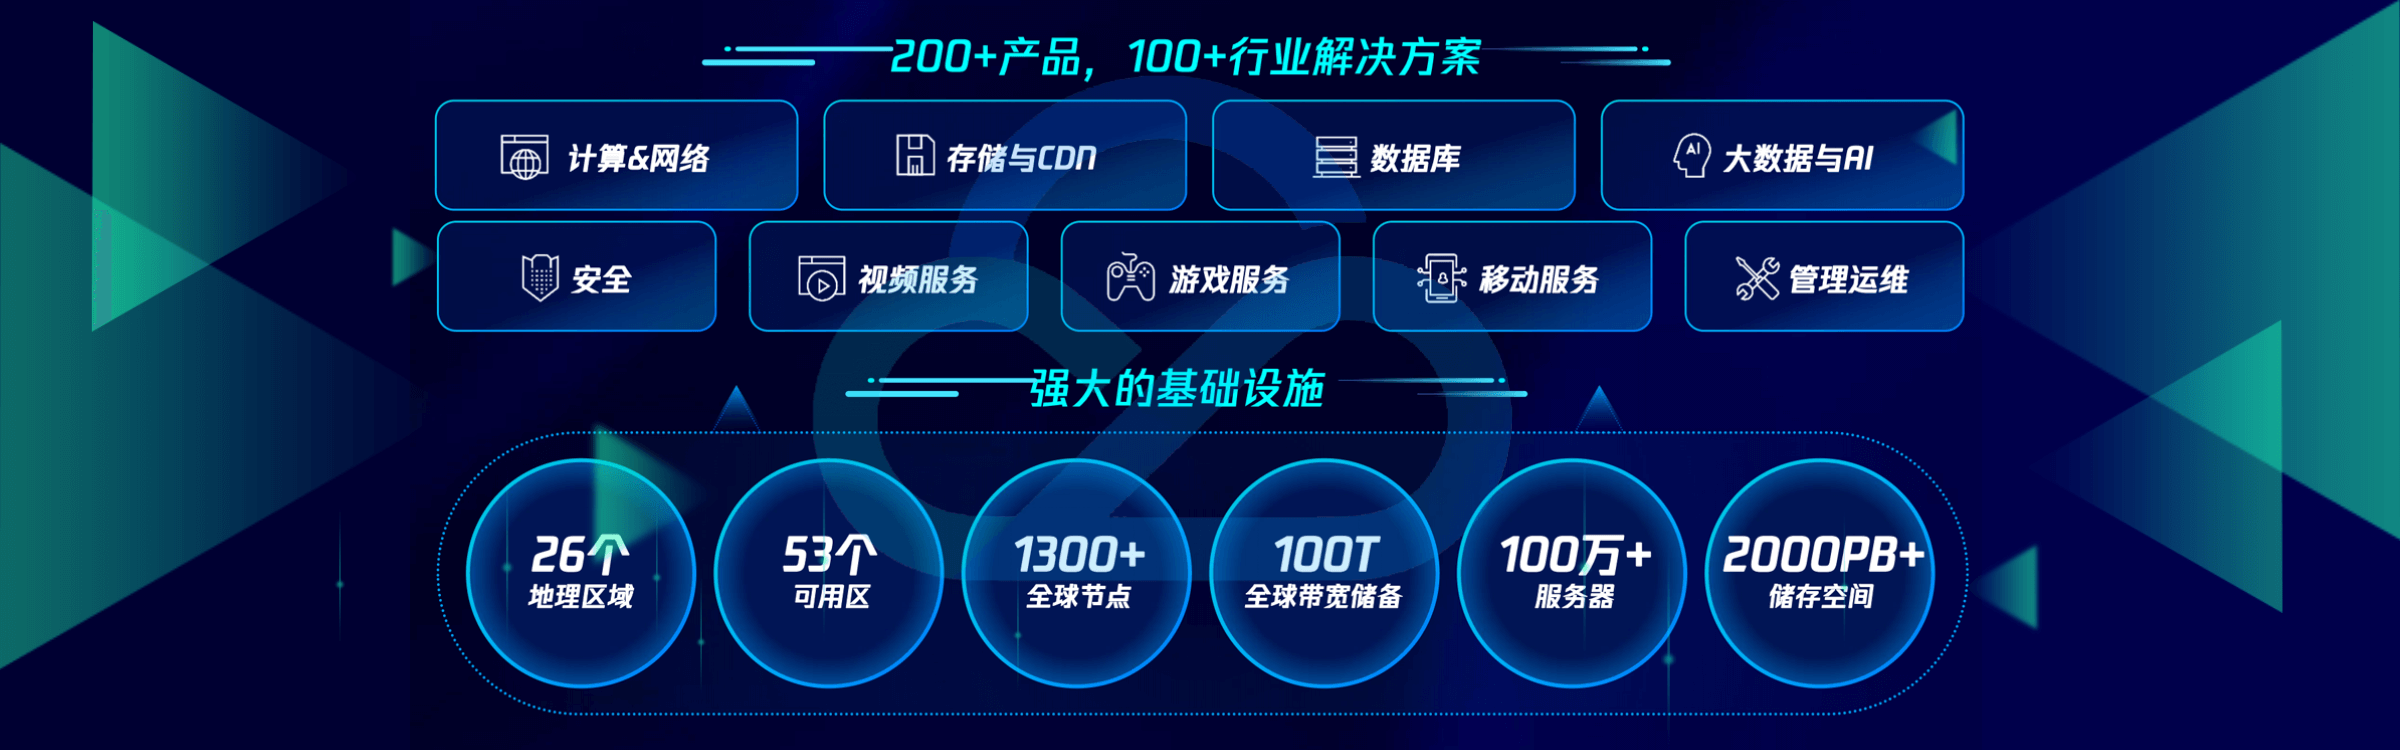 200+产品，100+行业解决方案
计算&网络
存储与CDN
数据库
AI
大数据与AI
安全
视频服务
游戏服务
移动服务
管理运维
强大的基础设施
26个
地理区域
53个
可用区
1300+
全球节点
100T
全球带宽储备
100万+
服务器
2000PB+
储存空间